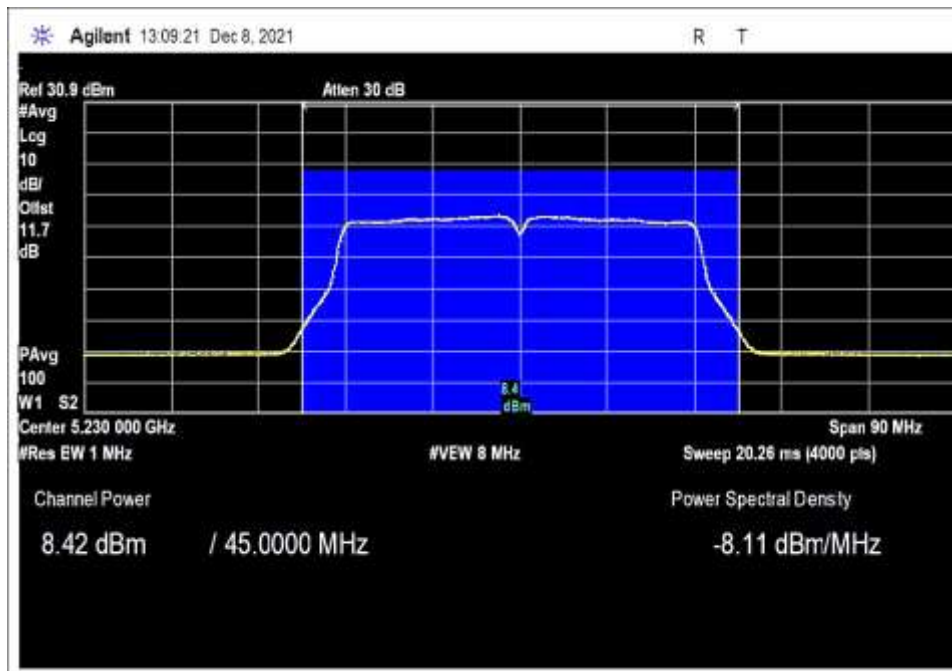 Agilent 13:09:21 Dec 8, 2021
R T
Ref 30.9 dBm
Atten 30 dB
#Avg
Log
10
dB/
Offst
11.7
dB
PAvg
100
W1 S2
8.4
dBm
Center 5.230 000 GHz
Span 90 MHz
#Res BW 1 MHz
#VBW 8 MHz
Sweep 20.26 ms (4000 pts)
Channel Power
Power Spectral Density
8.42 dBm / 45.0000 MHz
-8.11 dBm/MHz